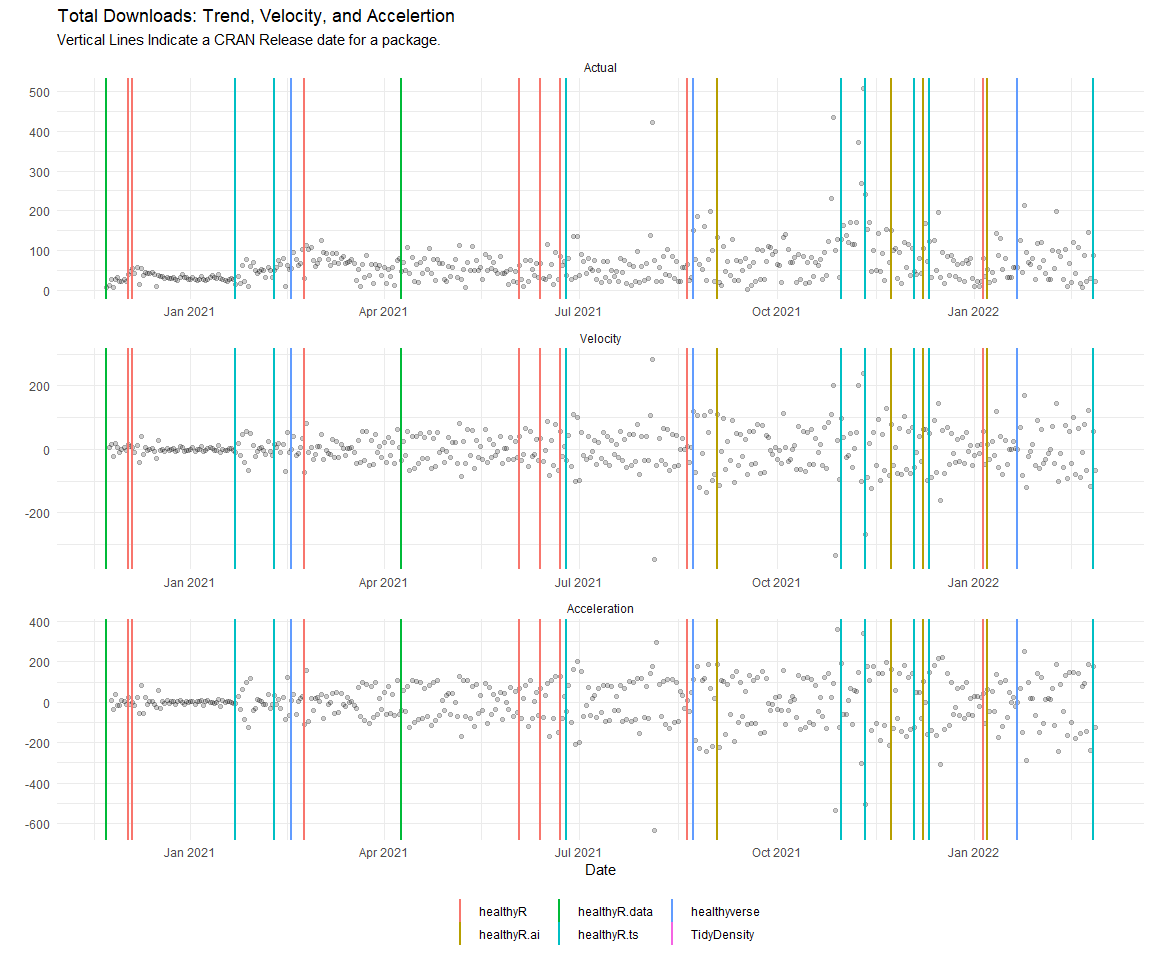 Total Downloads: Trend, Velocity, and Accelertion
Vertical Lines Indicate a CRAN Release date for a package.
Actual
500
400
300
200
100
0
Jan 2021 Apr 2021 Jul 2021 Oct 2021 Jan 2022
Velocity
200
0
-200
Jan 2021 Apr 2021 Jul 2021 Oct 2021 Jan 2022
Acceleration
400
200
0
-200
-400
-600
Jan 2021 Apr 2021 Jul 2021 Oct 2021 Jan 2022
Date
healthyR healthyR.data healthyverse
healthyR.ai healthyR.ts TidyDensity